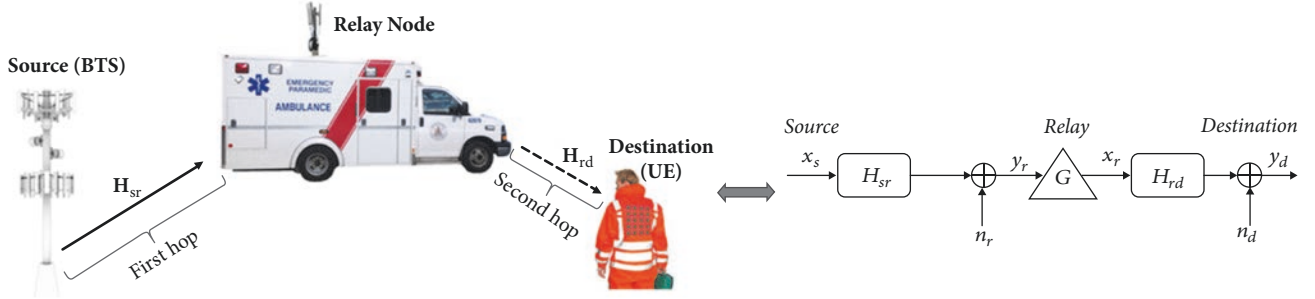 Relay Node
Source (BTS)
EMERGENCY
PARAMEDIC
AMBULANCE
H_sr
First hop
H_rd
Second hop
Destination
(UE)
Source
Relay
Destination
x_s
H_sr
y_r
G
x_r
H_rd
y_d
n_r
n_d